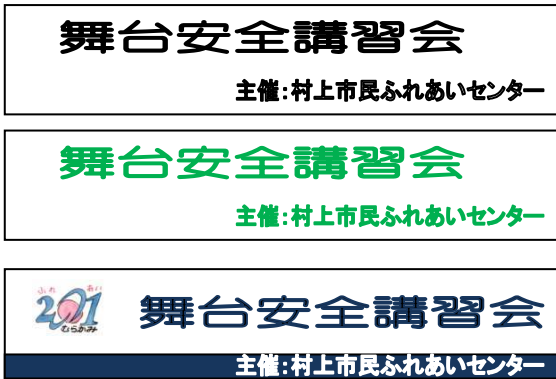 舞台安全講習会
主催:村上市民ふれあいセンター
舞台安全講習会
主催:村上市民ふれあいセンター
ふれ あい
201
むらかみ
舞台安全講習会
主催:村上市民ふれあいセンター